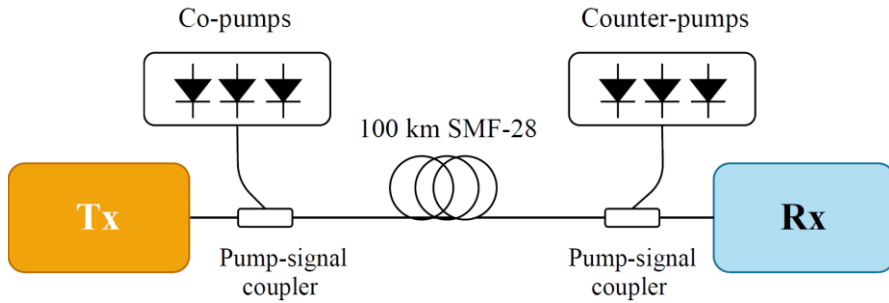 Co-pumps
Counter-pumps
100 km SMF-28
Tx
Rx
Pump-signal
coupler
Pump-signal
coupler